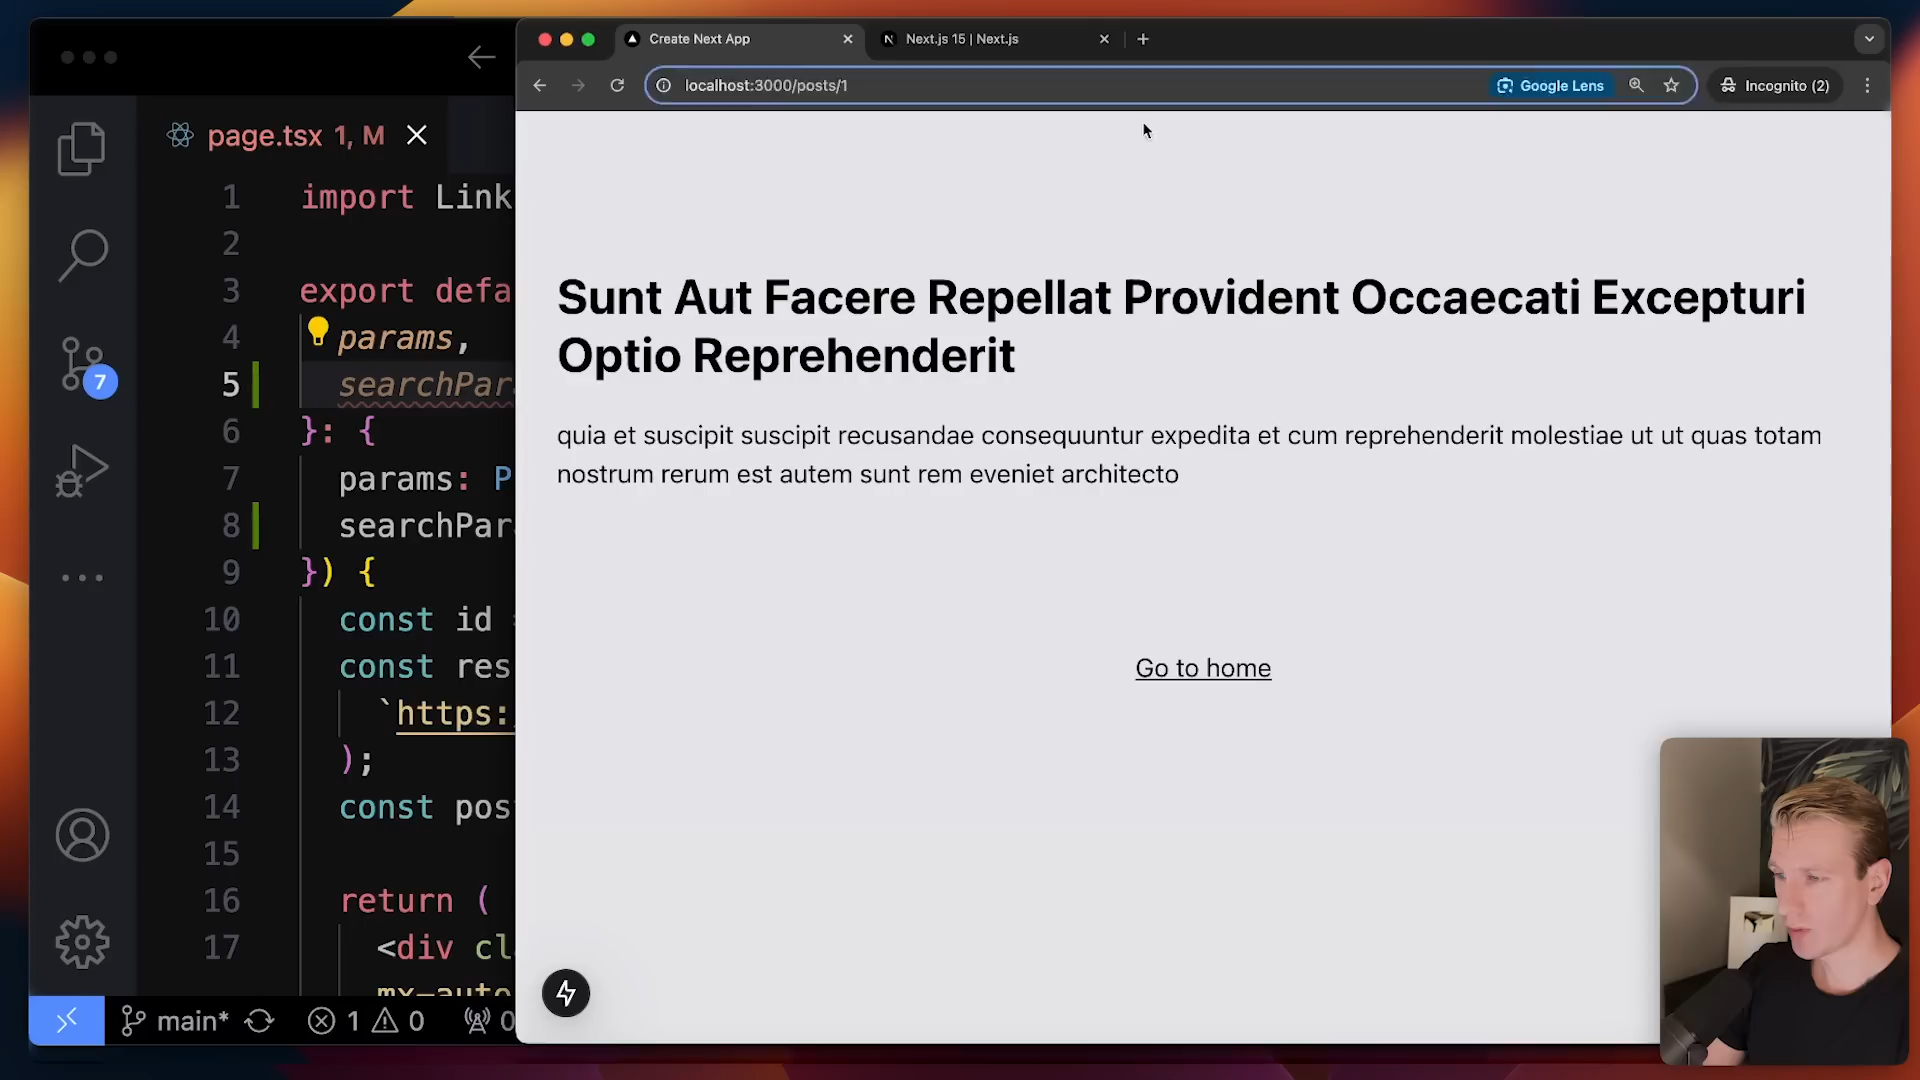 Create Next App
Next.js 15 | Next.js
localhost:3000/posts/1
Google Lens
Incognito (2)
page.tsx 1, M
1 import Link
2
3 export defa
4 params,
5 searchPar
6 }: {
7 params: P
8 searchPar
9 }) {
10 const id
11 const res
12 `https:
13 );
14 const pos
15
16 return (
17 <div cl
mx-auto
7
main*
1
0
0
Sunt Aut Facere Repellat Provident Occaecati Excepturi
Optio Reprehenderit
quia et suscipit suscipit recusandae consequuntur expedita et cum reprehenderit molestiae ut ut quas totam
nostrum rerum est autem sunt rem eveniet architecto
Go to home